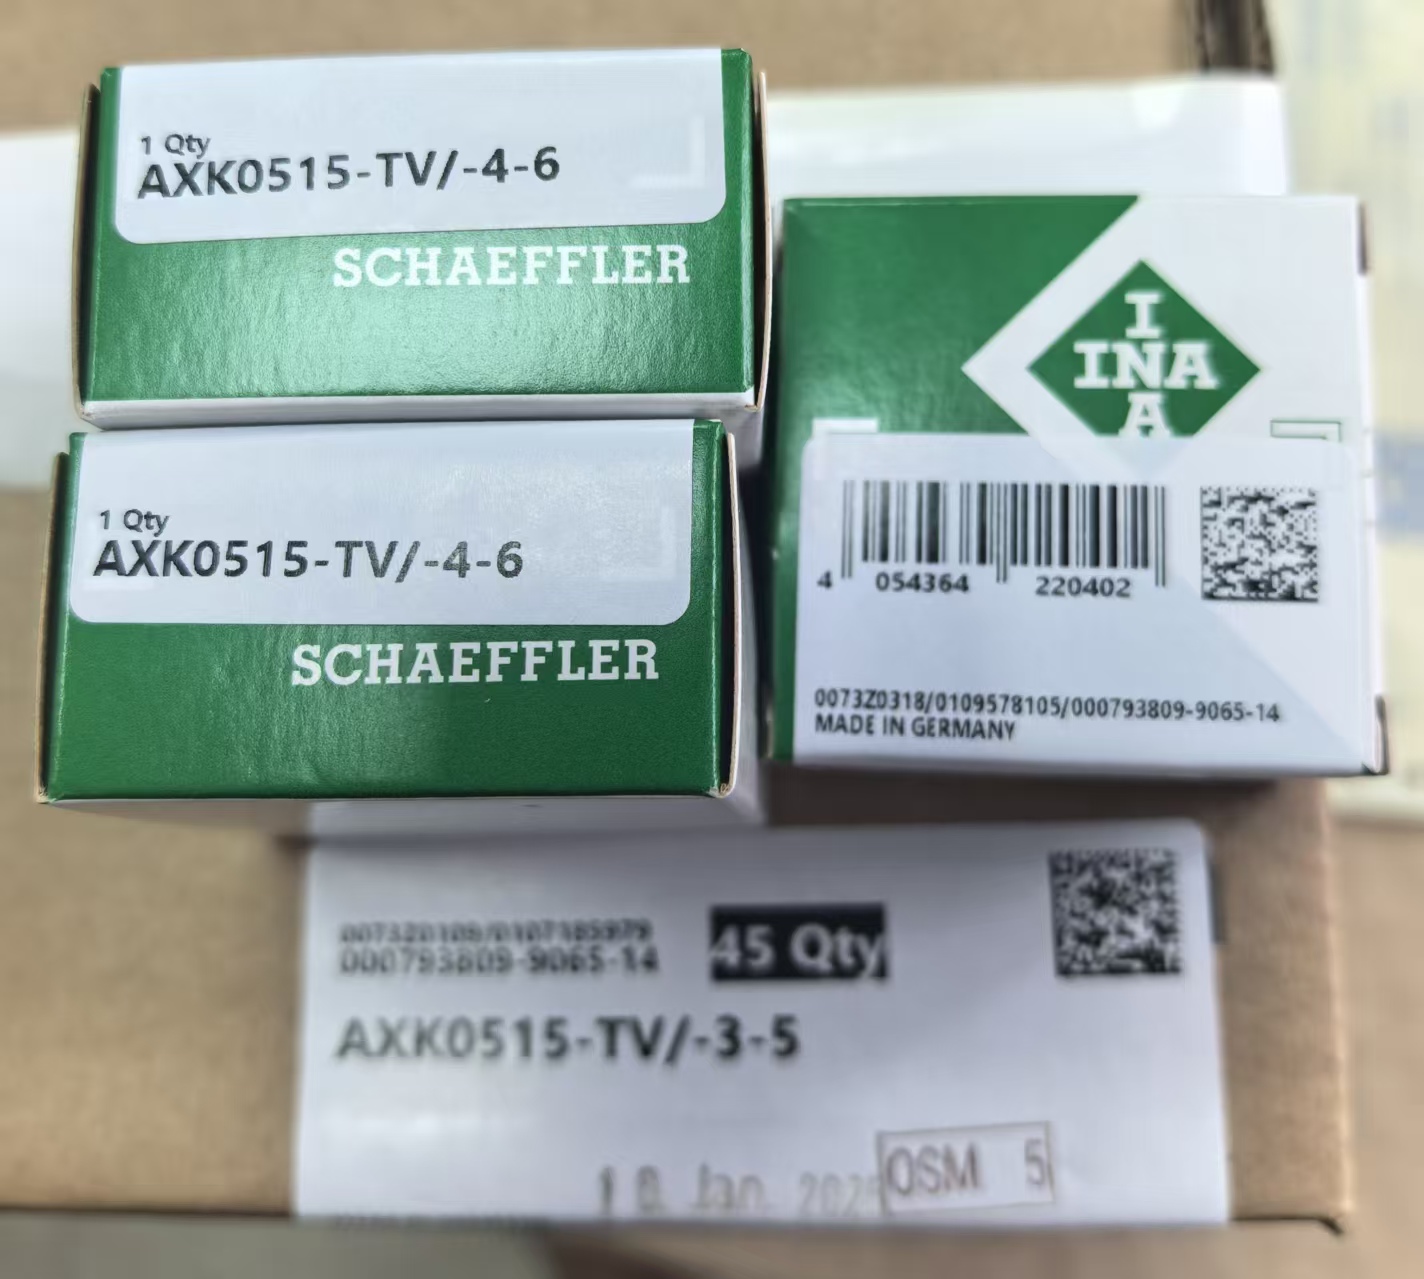 1 Qty
AXK0515-TV/-4-6
SCHAEFFLER
1 Qty
AXK0515-TV/-4-6
SCHAEFFLER
I
INA
A
4 054364 220402
0073Z0318/0109578105/000793809-9065-14
MADE IN GERMANY
000793809-9065-14
45 Qty
AXK0515-TV/-3-5
Jan.
OSM 5